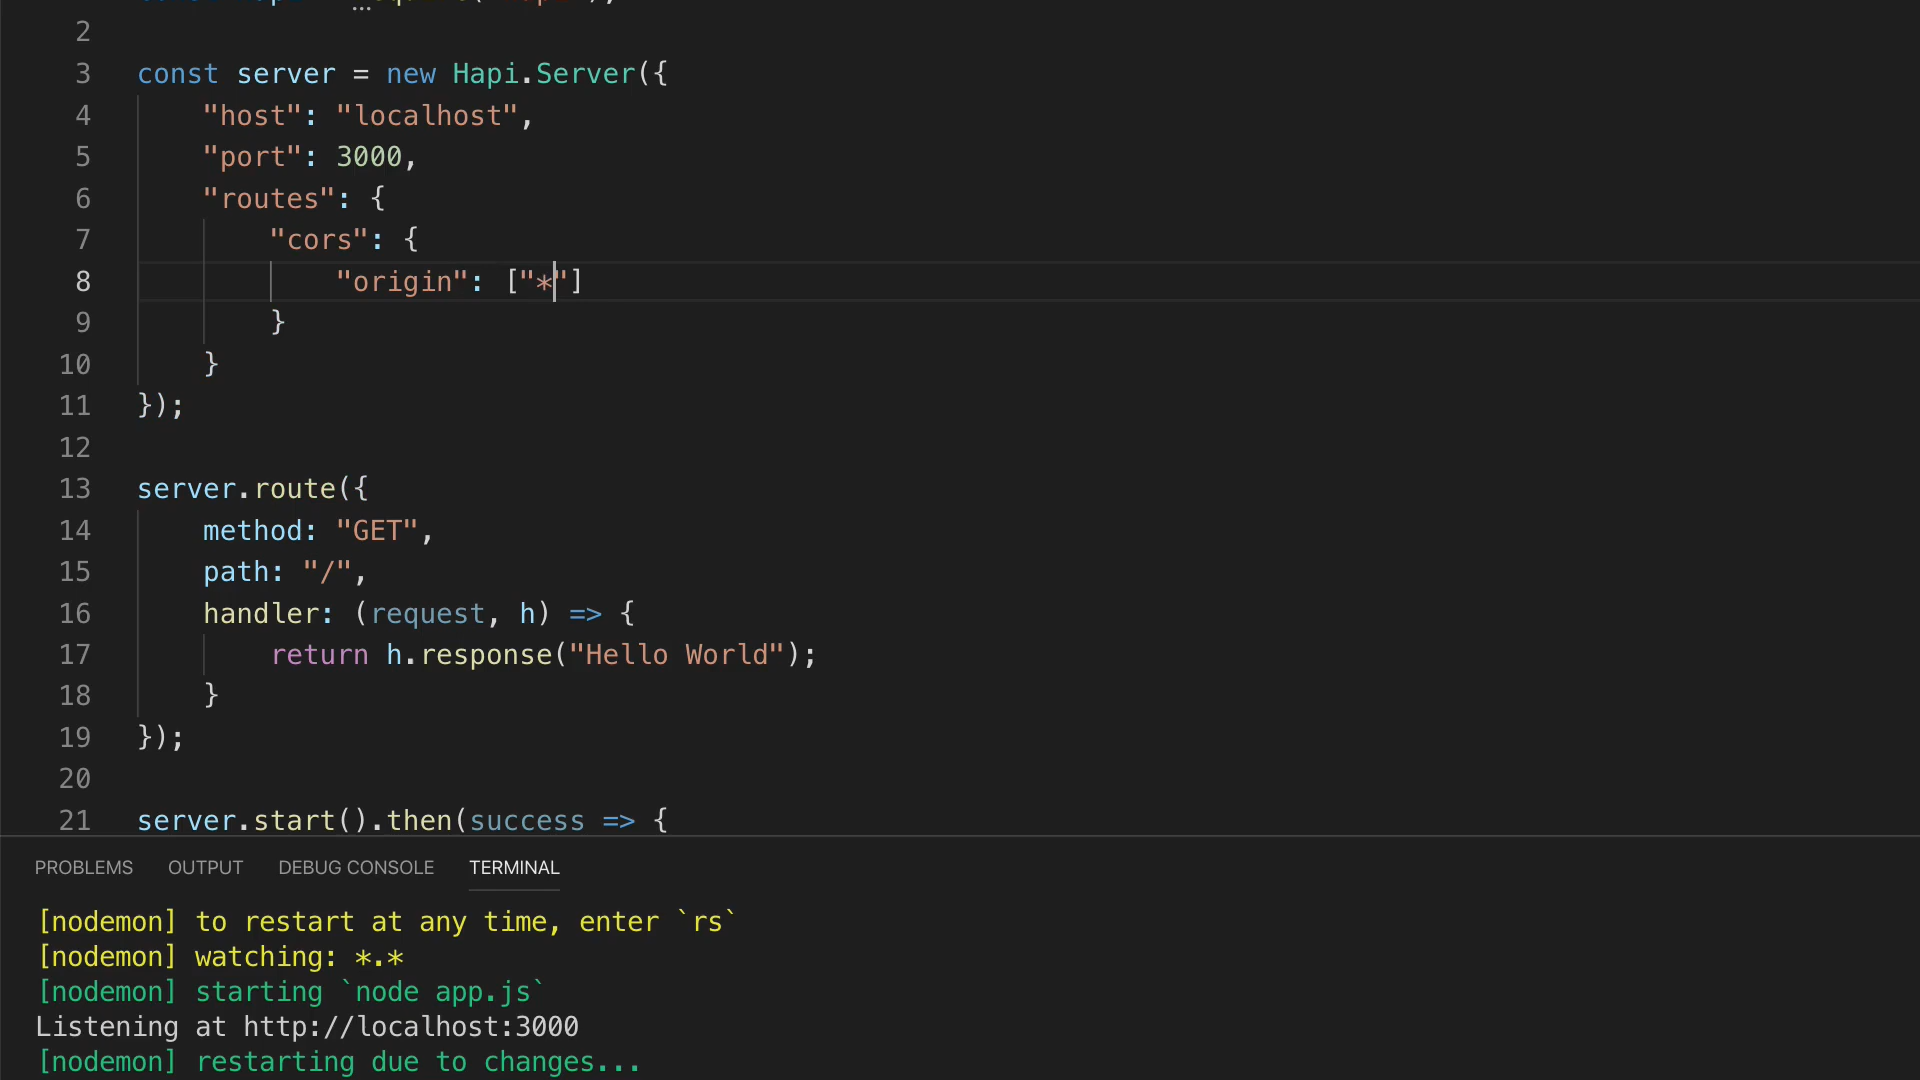 2
3 const server = new Hapi.Server({
4 "host": "localhost",
5 "port": 3000,
6 "routes": {
7 "cors": {
8 "origin": ["*"]
9 }
10 }
11 });
12
13 server.route({
14 method: "GET",
15 path: "/",
16 handler: (request, h) => {
17 return h.response("Hello World");
18 }
19 });
20
21 server.start().then(success => {
PROBLEMS OUTPUT DEBUG CONSOLE TERMINAL
[nodemon] to restart at any time, enter `rs`
[nodemon] watching: *.*
[nodemon] starting `node app.js`
Listening at http://localhost:3000
[nodemon] restarting due to changes...